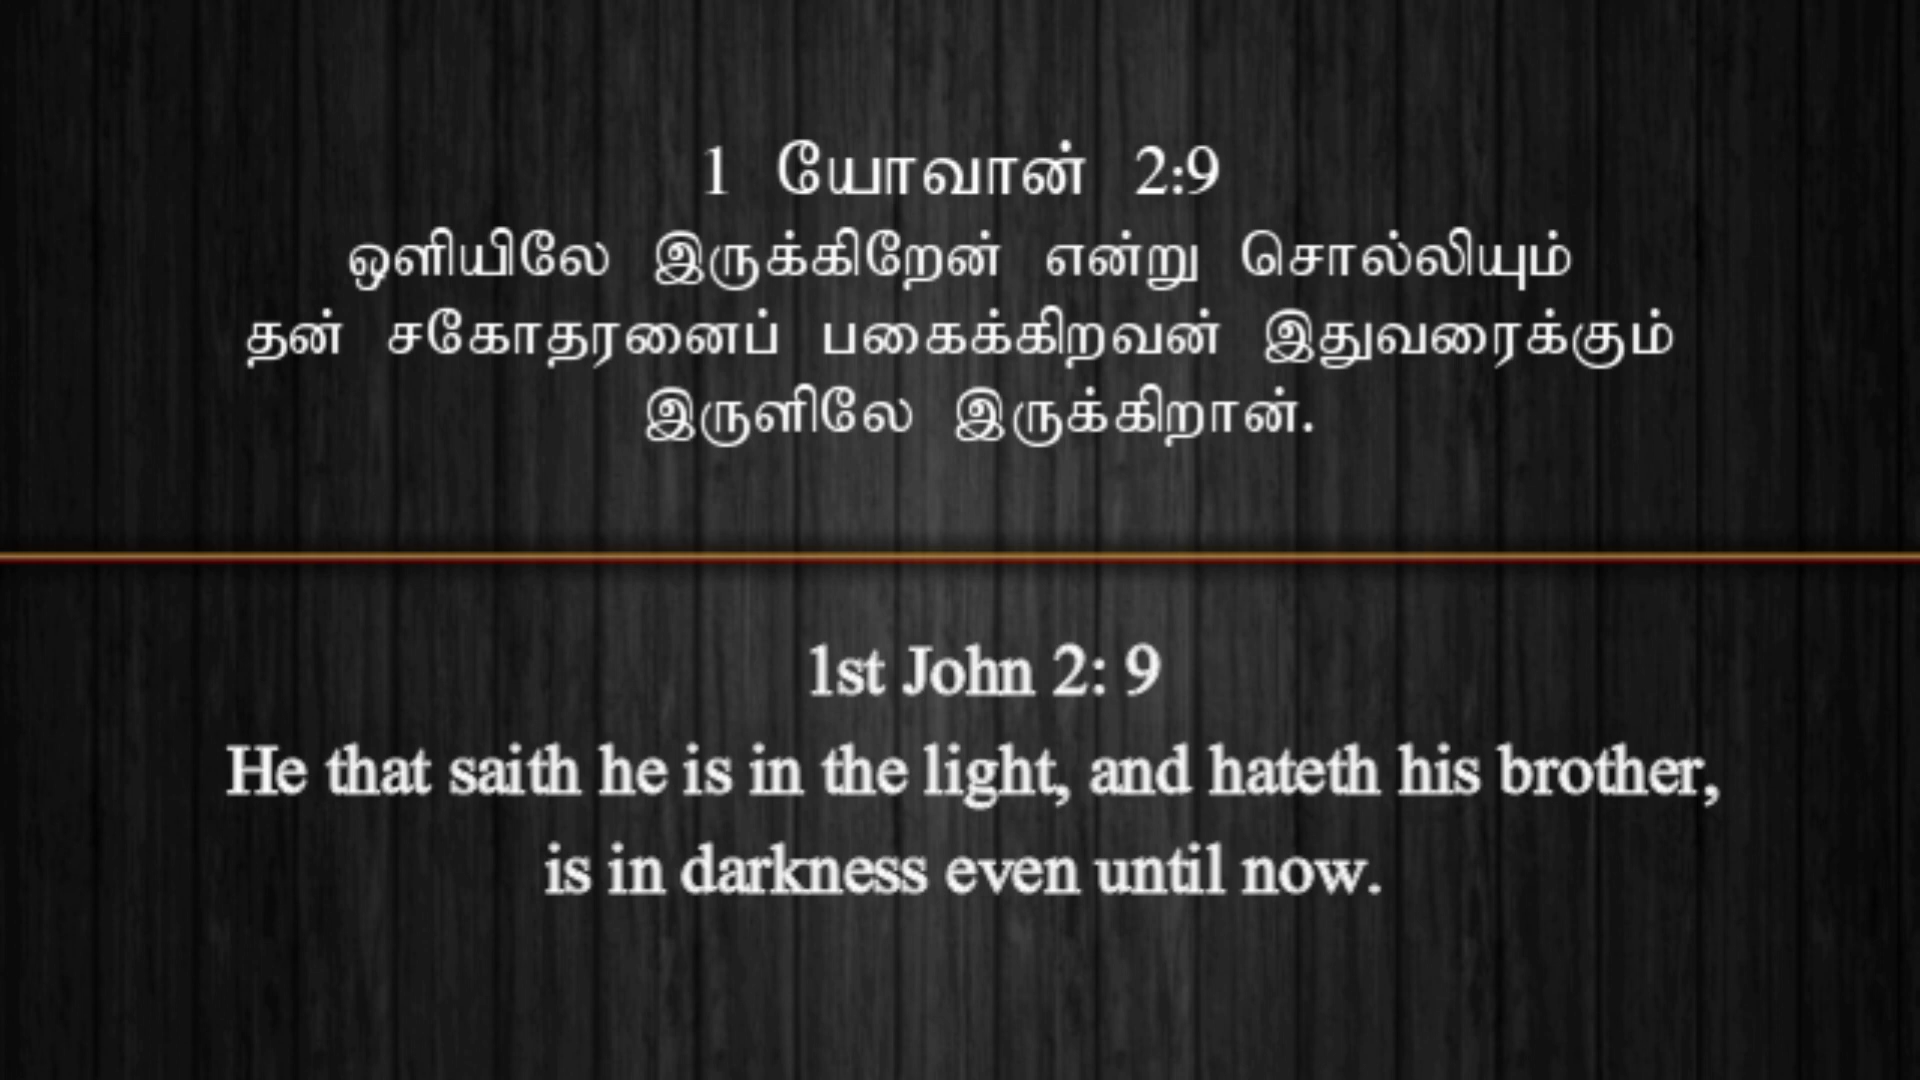 1 யோவான் 2:9
ஒளியிலே இருக்கிறேன் என்று சொல்லியும்
தன் சகோதரனைப் பகைக்கிறவன் இதுவரைக்கும்
இருளிலே இருக்கிறான்.
1st John 2: 9
He that saith he is in the light, and hateth his brother,
is in darkness even until now.